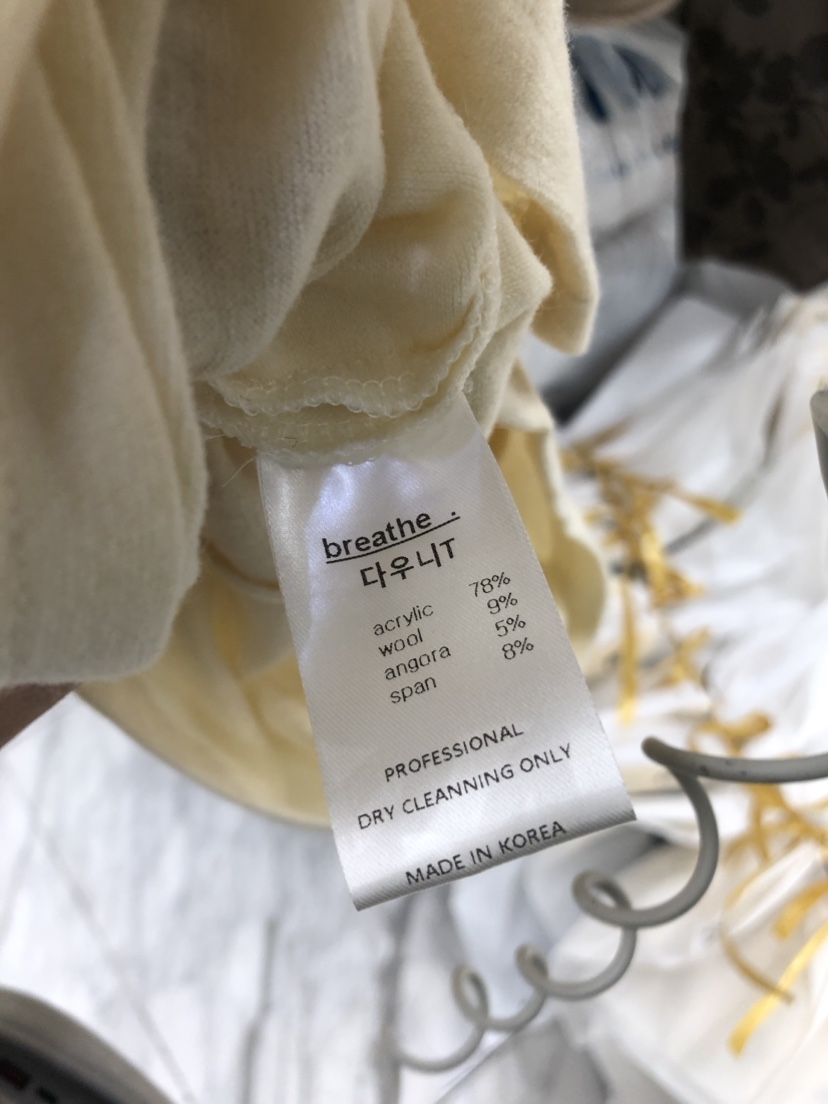 breathe .
다우니T
acrylic 78%
wool 9%
angora 5%
span 8%
PROFESSIONAL
DRY CLEANNING ONLY
MADE IN KOREA